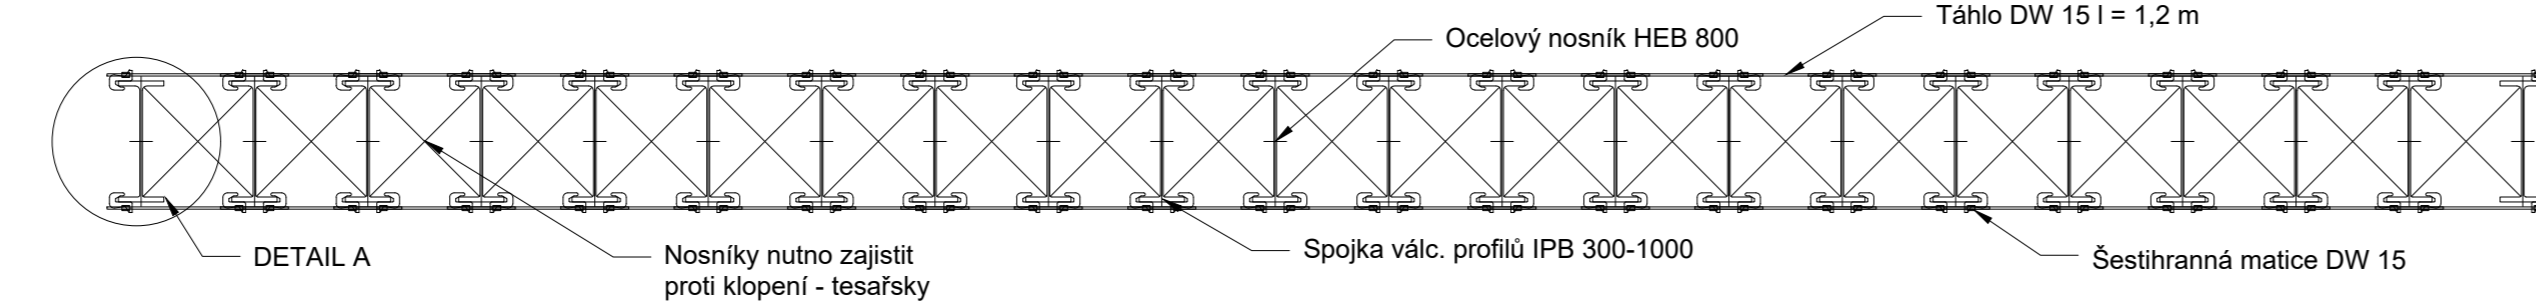 Táhlo DW 15 l = 1,2 m
Ocelový nosník HEB 800
DETAIL A
Nosníky nutno zajistit
proti klopení - tesařsky
Spojka válc. profilů IPB 300-1000
Šestihranná matice DW 15